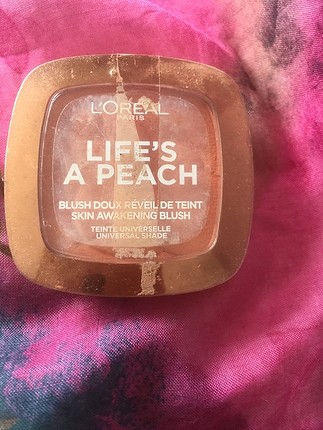 L'ORÉAL
PARIS
LIFE'S
A PEACH
BLUSH DOUX RÉVEIL DE TEINT
SKIN AWAKENING BLUSH
TEINTE UNIVERSELLE
UNIVERSAL SHADE